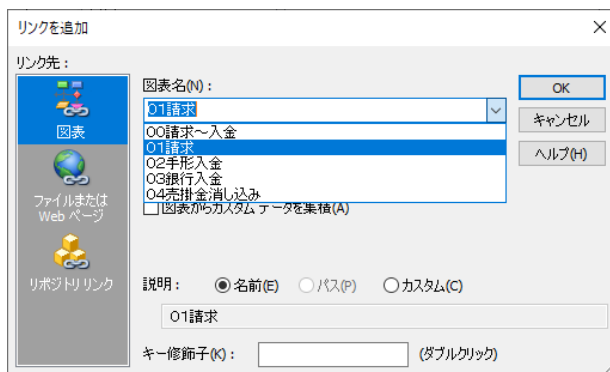 リンクを追加
リンク先：
図表
ファイルまたは
Web ページ
リポジトリ リンク
図表名(N)：
01請求
00請求～入金
01請求
02手形入金
03銀行入金
04売掛金消し込み
図表からカスタム データを集積(A)
説明： 名前(E) パス(P) カスタム(C)
01請求
キー修飾子(K)： (ダブルクリック)
OK
キャンセル
ヘルプ(H)